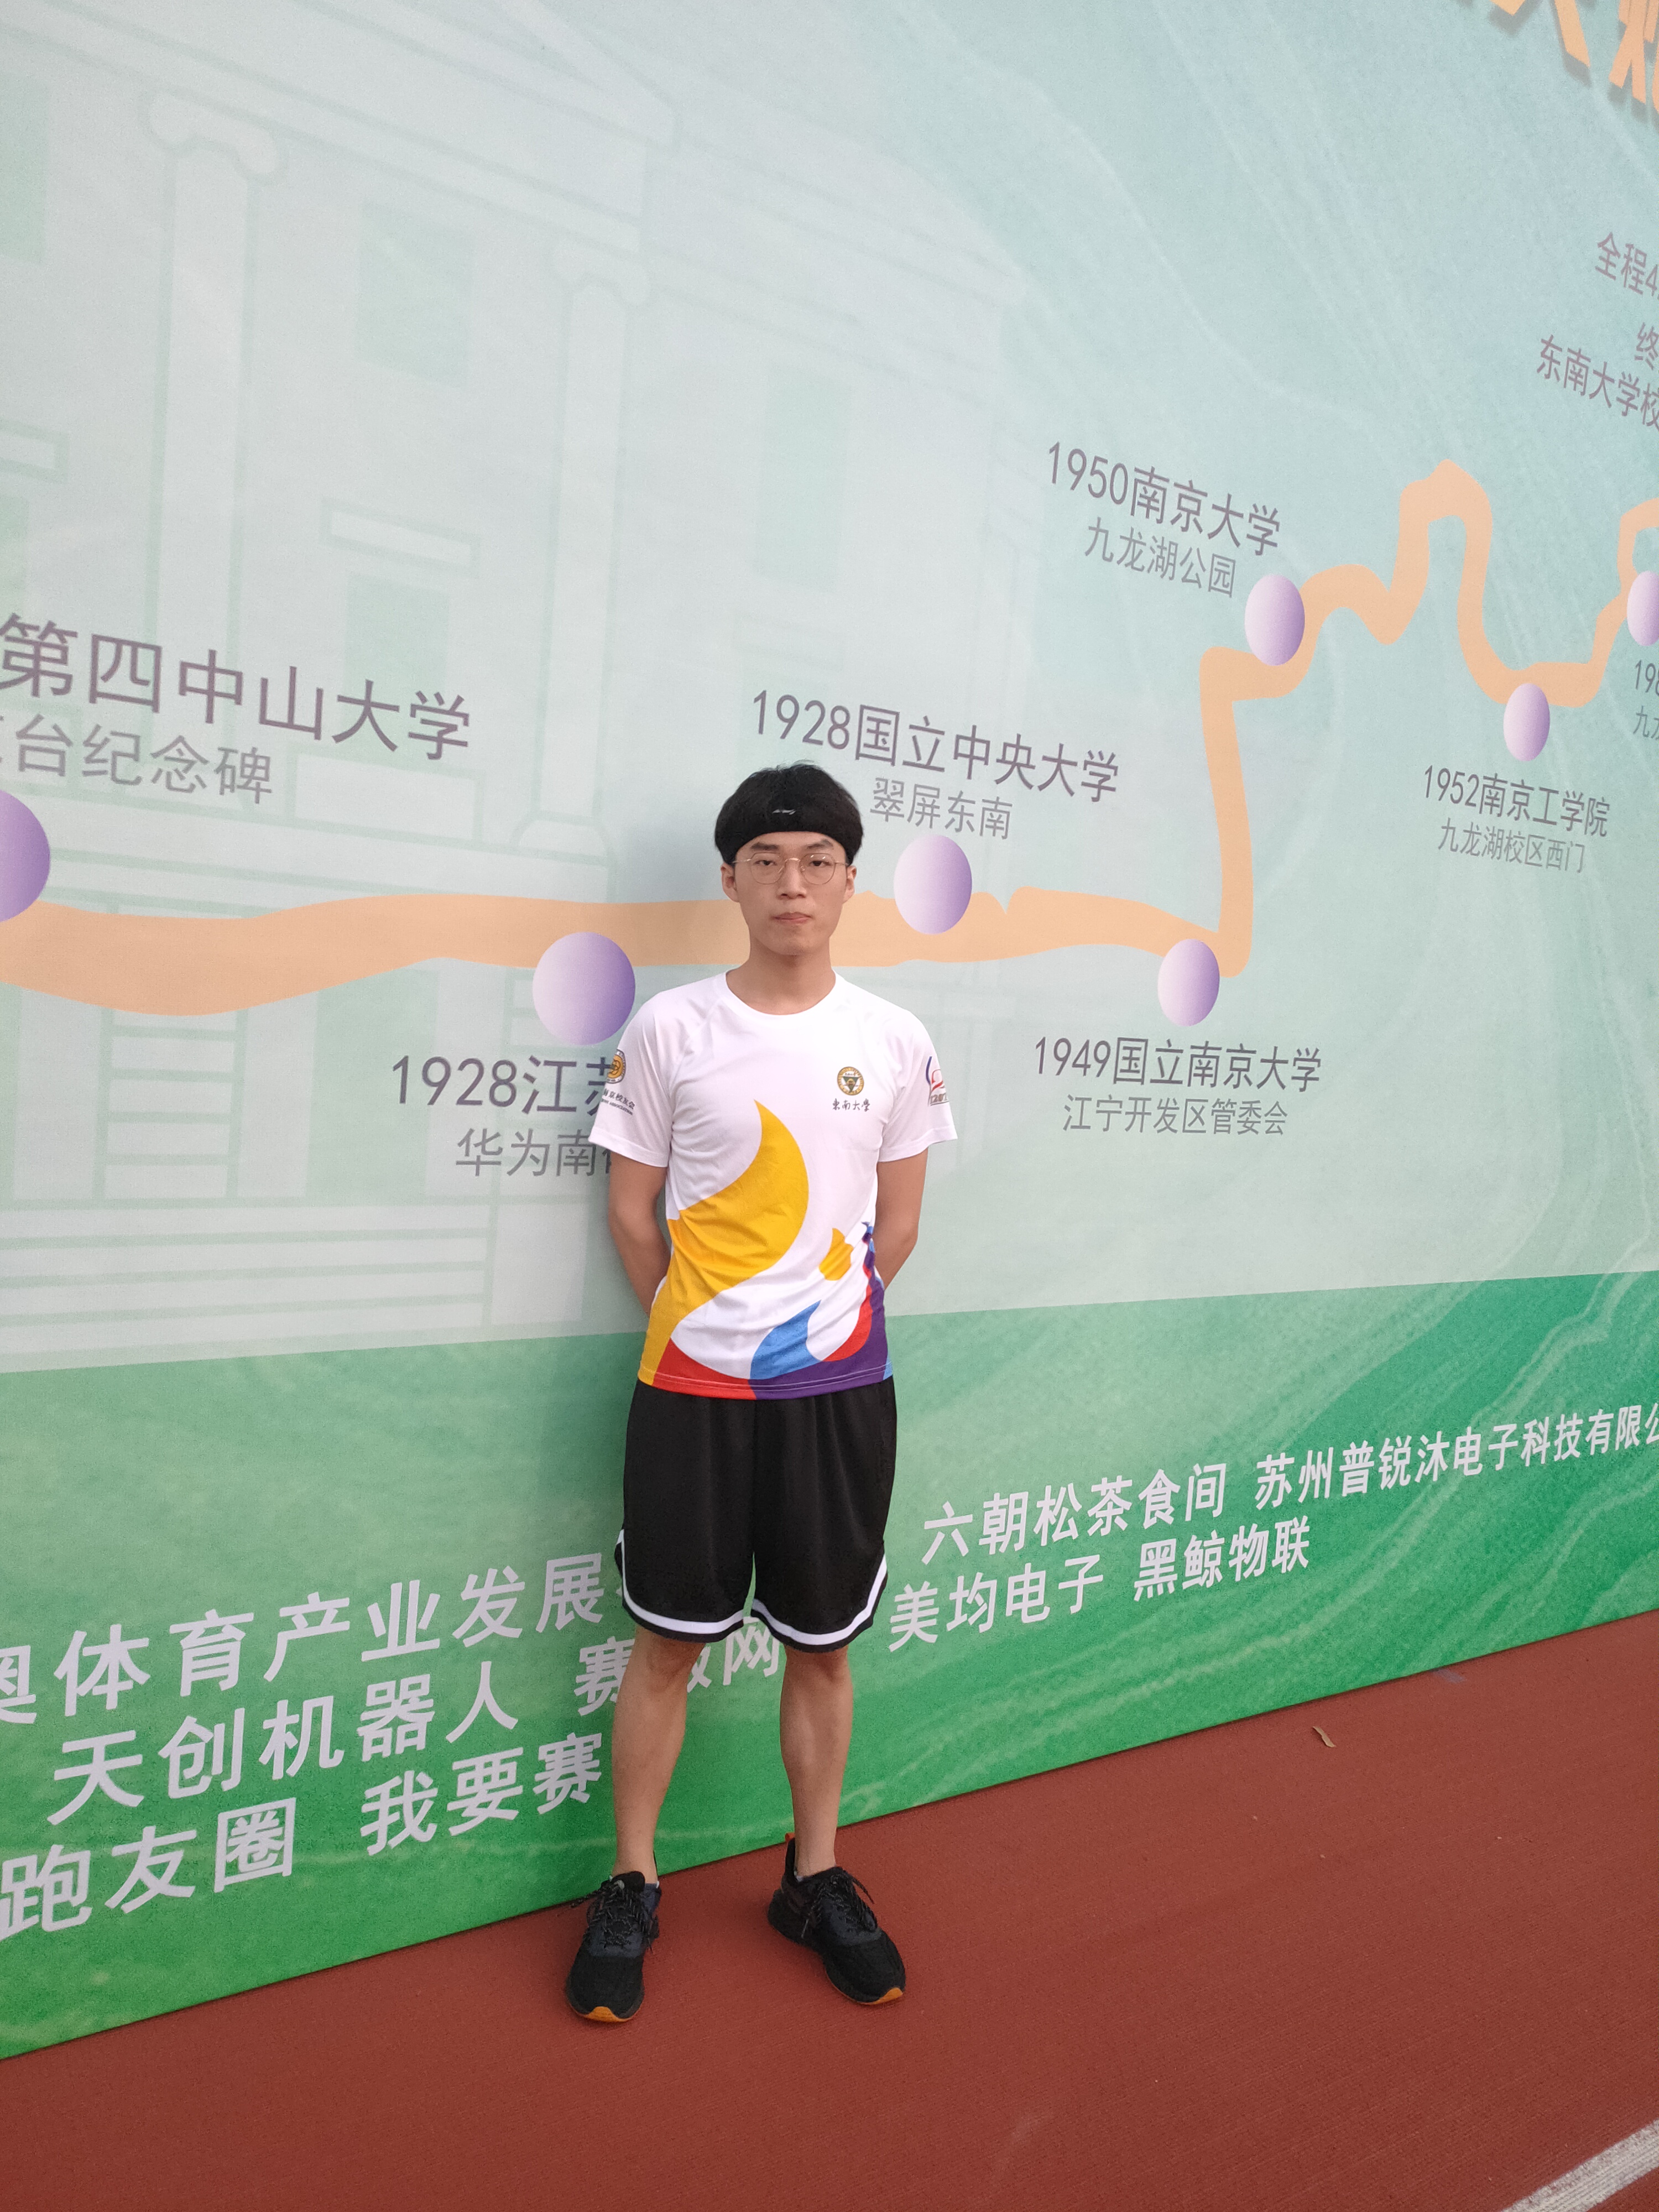 全程4
终
东南大学校
1950南京大学
九龙湖公园
第四中山大学
台纪念碑
1928国立中央大学
翠屏东南
198
九龙
1952南京工学院
九龙湖校区西门
1928江苏
华为南
1949国立南京大学
江宁开发区管委会
东南大学
奥体育产业发展
六朝松茶食间 苏州普锐沐电子科技有限公
天创机器人 赛
网
美均电子 黑鲸物联
跑友圈 我要赛